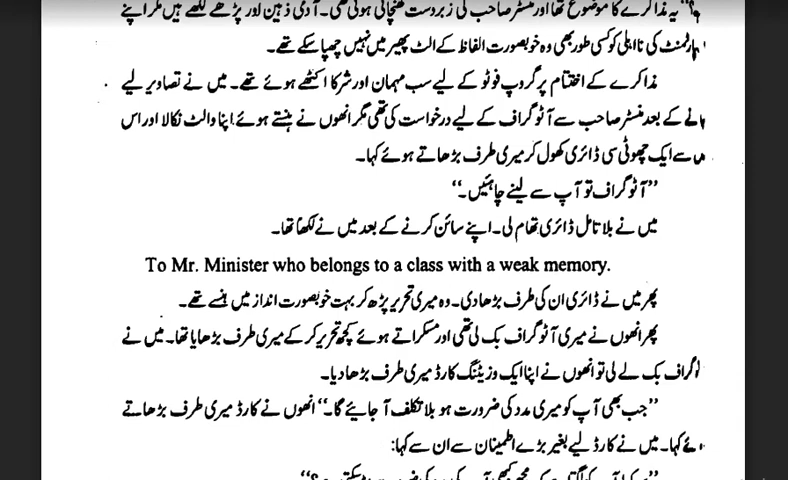 ؟" یہ مذاکرے کا موضوع تھا اور منسٹر صاحب کی زبردست کھنچائی ہوئی تھی۔ آدمی ذہین اور پڑھے لکھے ہیں مگر اپنے
کی نااہلی کو کسی طور بھی وہ خوبصورت الفاظ کے الٹ پھیر میں نہیں چھپا سکے تھے۔
مذاکرے کے اختتام پر گروپ فوٹو کے لیے سب مہمان اور شرکا اکٹھے ہوئے تھے۔ میں نے تصاویر لیے
کے بعد منسٹر صاحب سے آٹو گراف کے لیے درخواست کی تھی مگر انھوں نے ہنستے ہوئے اپنا والٹ نکالا اور اس
سے ایک چھوٹی سی ڈائری کھول کر میری طرف بڑھاتے ہوئے کہا۔
"آٹو گراف تو آپ سے لینے چاہئیں۔"
میں نے بلا تامل ڈائری تھام لی۔ اپنے سائن کرنے کے بعد میں نے لکھا تھا۔
To Mr. Minister who belongs to a class with a weak memory.
پھر میں نے ڈائری ان کی طرف بڑھا دی۔ وہ میری تحریر پڑھ کر بہت خوبصورت انداز میں ہنسے تھے۔
پھر انھوں نے میری آٹو گراف بک لی تھی اور مسکراتے ہوئے کچھ تحریر کر کے میری طرف بڑھایا تھا۔ میں نے
گراف بک لے لی تو انھوں نے اپنا ایک وزیٹنگ کارڈ میری طرف بڑھا دیا۔
"جب بھی آپ کو میری مدد کی ضرورت ہو بلا تکلف آ جائیے گا۔" انھوں نے کارڈ میری طرف بڑھاتے
کہا۔ میں نے کارڈ لیے بغیر بڑے اطمینان سے ان سے کہا: